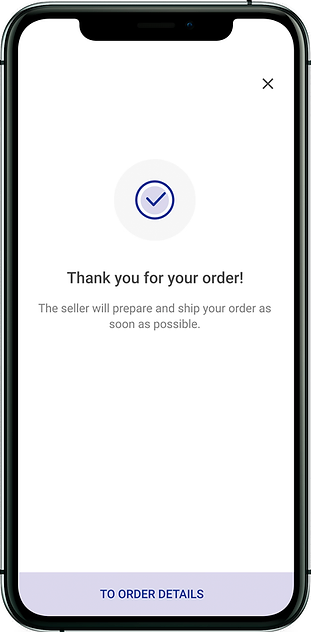 Thank you for your order!
The seller will prepare and ship your order as
soon as possible.
TO ORDER DETAILS